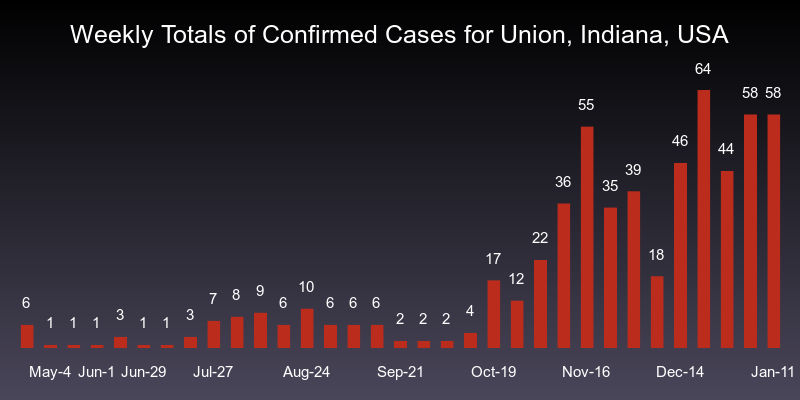 Weekly Totals of Confirmed Cases for Union, Indiana, USA
6 1 1 1 3 1 1 3 7 8 9 6 10 6 6 6 2 2 2 4 17 12 22 36 55 35 39 18 46 64 44 58 58
May-4 Jun-1 Jun-29 Jul-27 Aug-24 Sep-21 Oct-19 Nov-16 Dec-14 Jan-11